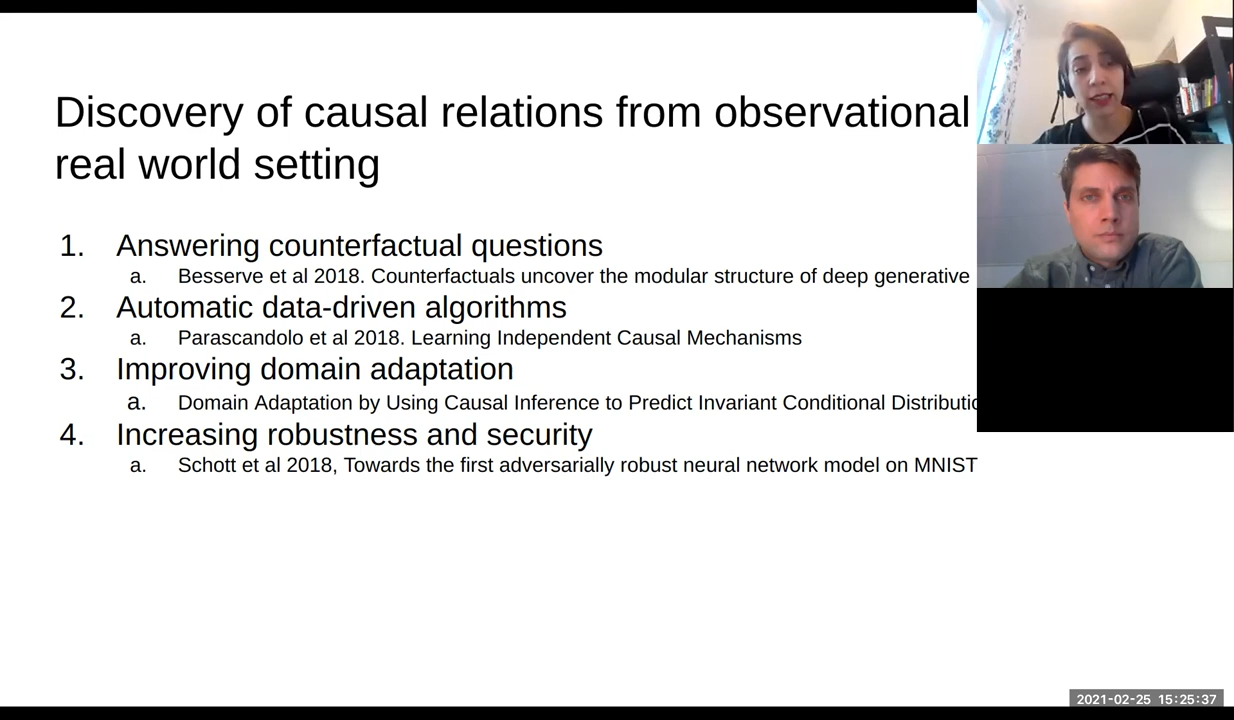 Discovery of causal relations from observational
real world setting
1. Answering counterfactual questions
a. Besserve et al 2018. Counterfactuals uncover the modular structure of deep generative
2. Automatic data-driven algorithms
a. Parascandolo et al 2018. Learning Independent Causal Mechanisms
3. Improving domain adaptation
a. Domain Adaptation by Using Causal Inference to Predict Invariant Conditional Distributio
4. Increasing robustness and security
a. Schott et al 2018, Towards the first adversarially robust neural network model on MNIST
2021-02-25 15:25:37